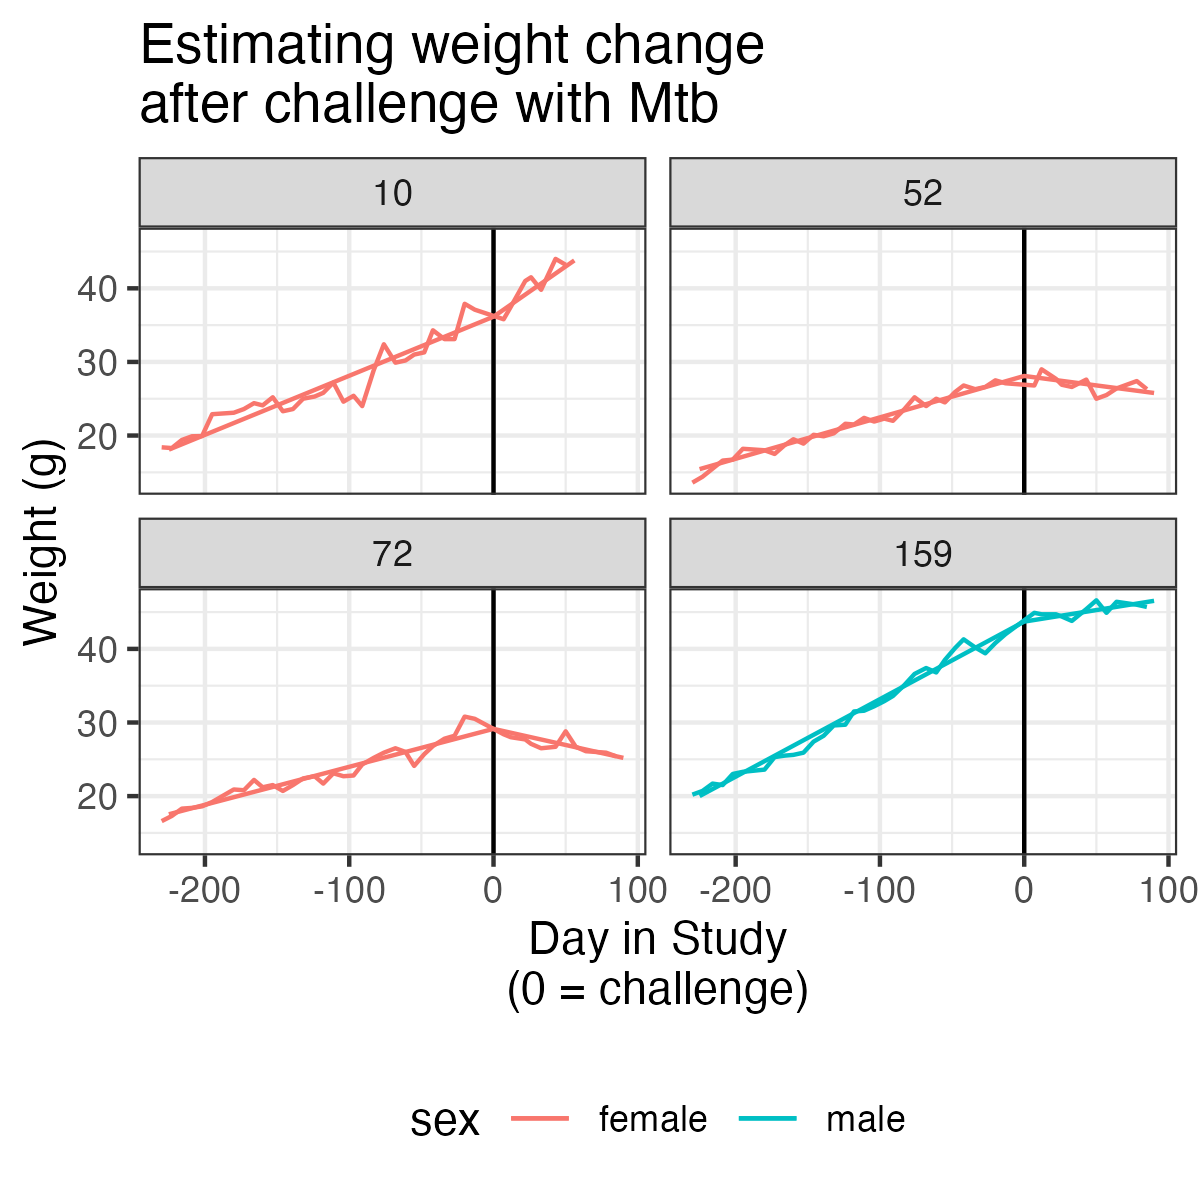 Estimating weight change
after challenge with Mtb
10
52
40
30
20
72
159
40
30
20
-200
-100
0
100
-200
-100
0
100
Weight (g)
Day in Study
(0 = challenge)
sex
female
male